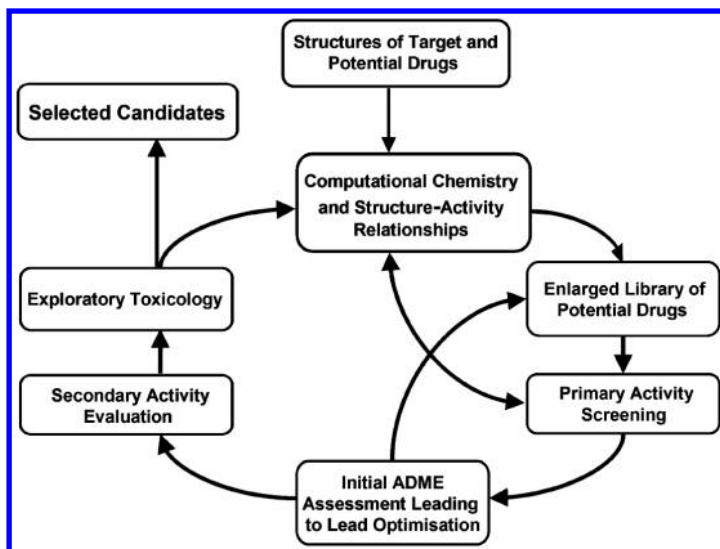 Structures of Target and
Potential Drugs
Selected Candidates
Computational Chemistry
and Structure-Activity
Relationships
Exploratory Toxicology
Enlarged Library of
Potential Drugs
Secondary Activity
Evaluation
Primary Activity
Screening
Initial ADME
Assessment Leading
to Lead Optimisation